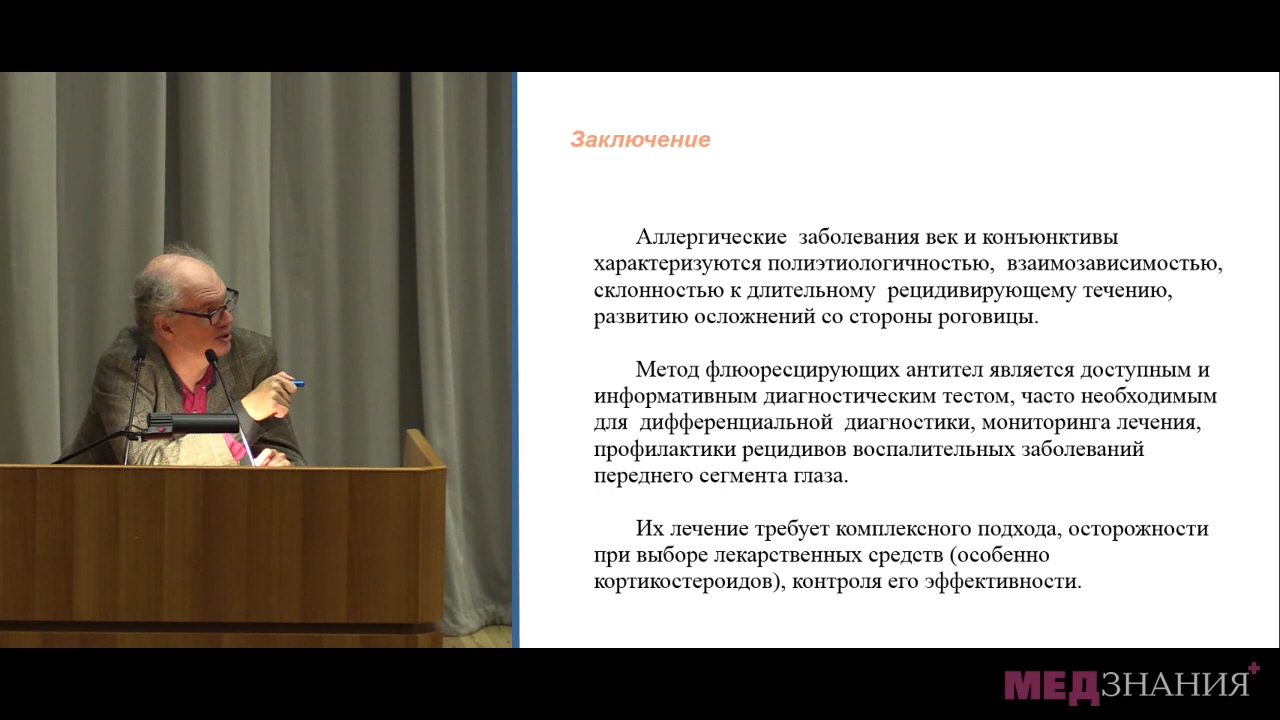 Заключение
Аллергические заболевания век и конъюнктивы
характеризуются полиэтиологичностью, взаимозависимостью,
склонностью к длительному рецидивирующему течению,
развитию осложнений со стороны роговицы.
Метод флюоресцирующих антител является доступным и
информативным диагностическим тестом, часто необходимым
для дифференциальной диагностики, мониторинга лечения,
профилактики рецидивов воспалительных заболеваний
переднего сегмента глаза.
Их лечение требует комплексного подхода, осторожности
при выборе лекарственных средств (особенно
кортикостероидов), контроля его эффективности.
МЕДЗНАНИЯ+